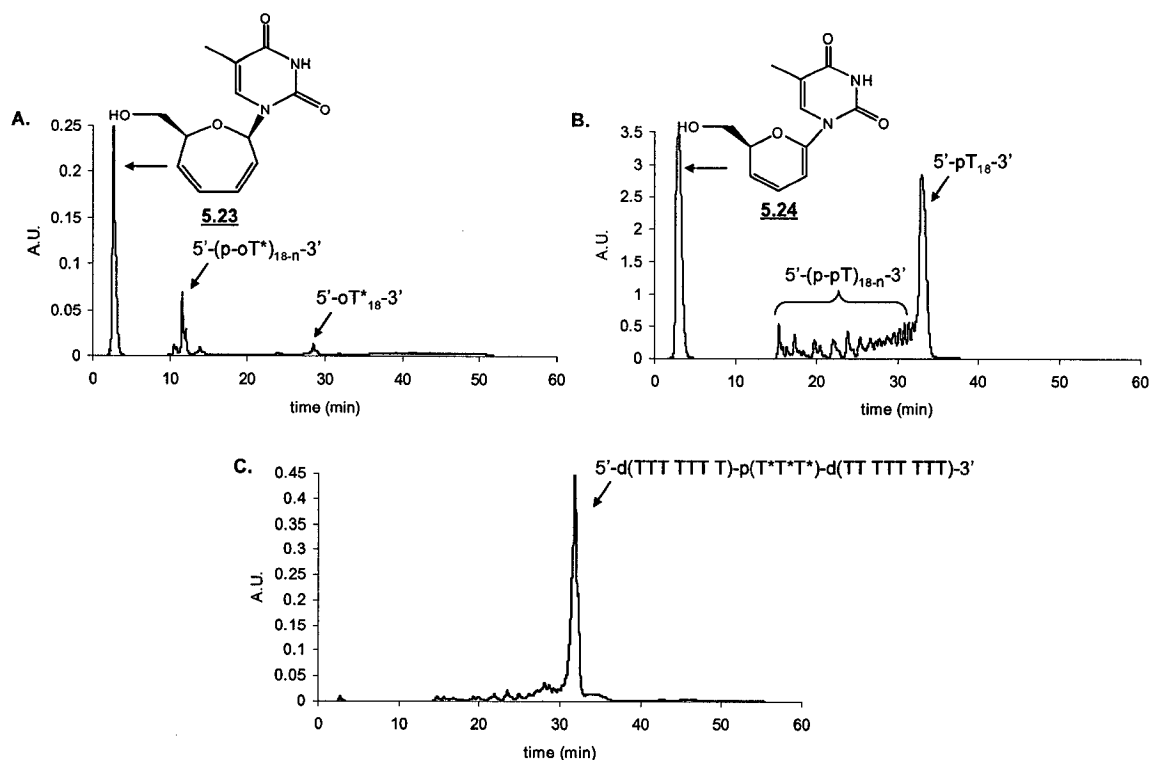 A.
O
NH
N
O
HO
O
5.23
5'-(p-oT*)18-n-3'
5'-oT*18-3'
A.U.
0.25
0.2
0.15
0.1
0.05
0
0 10 20 30 40 50 60
time (min)
B.
O
NH
N
O
HO
O
5.24
5'-pT18-3'
5'-(p-pT)18-n-3'
A.U.
3.5
3
2.5
2
1.5
1
0.5
0
0 10 20 30 40 50 60
time (min)
C.
5'-d(TTT TTT T)-p(T*T*T*)-d(TT TTT TTT)-3'
A.U.
0.45
0.4
0.35
0.3
0.25
0.2
0.15
0.1
0.05
0
0 10 20 30 40 50 60
time (min)